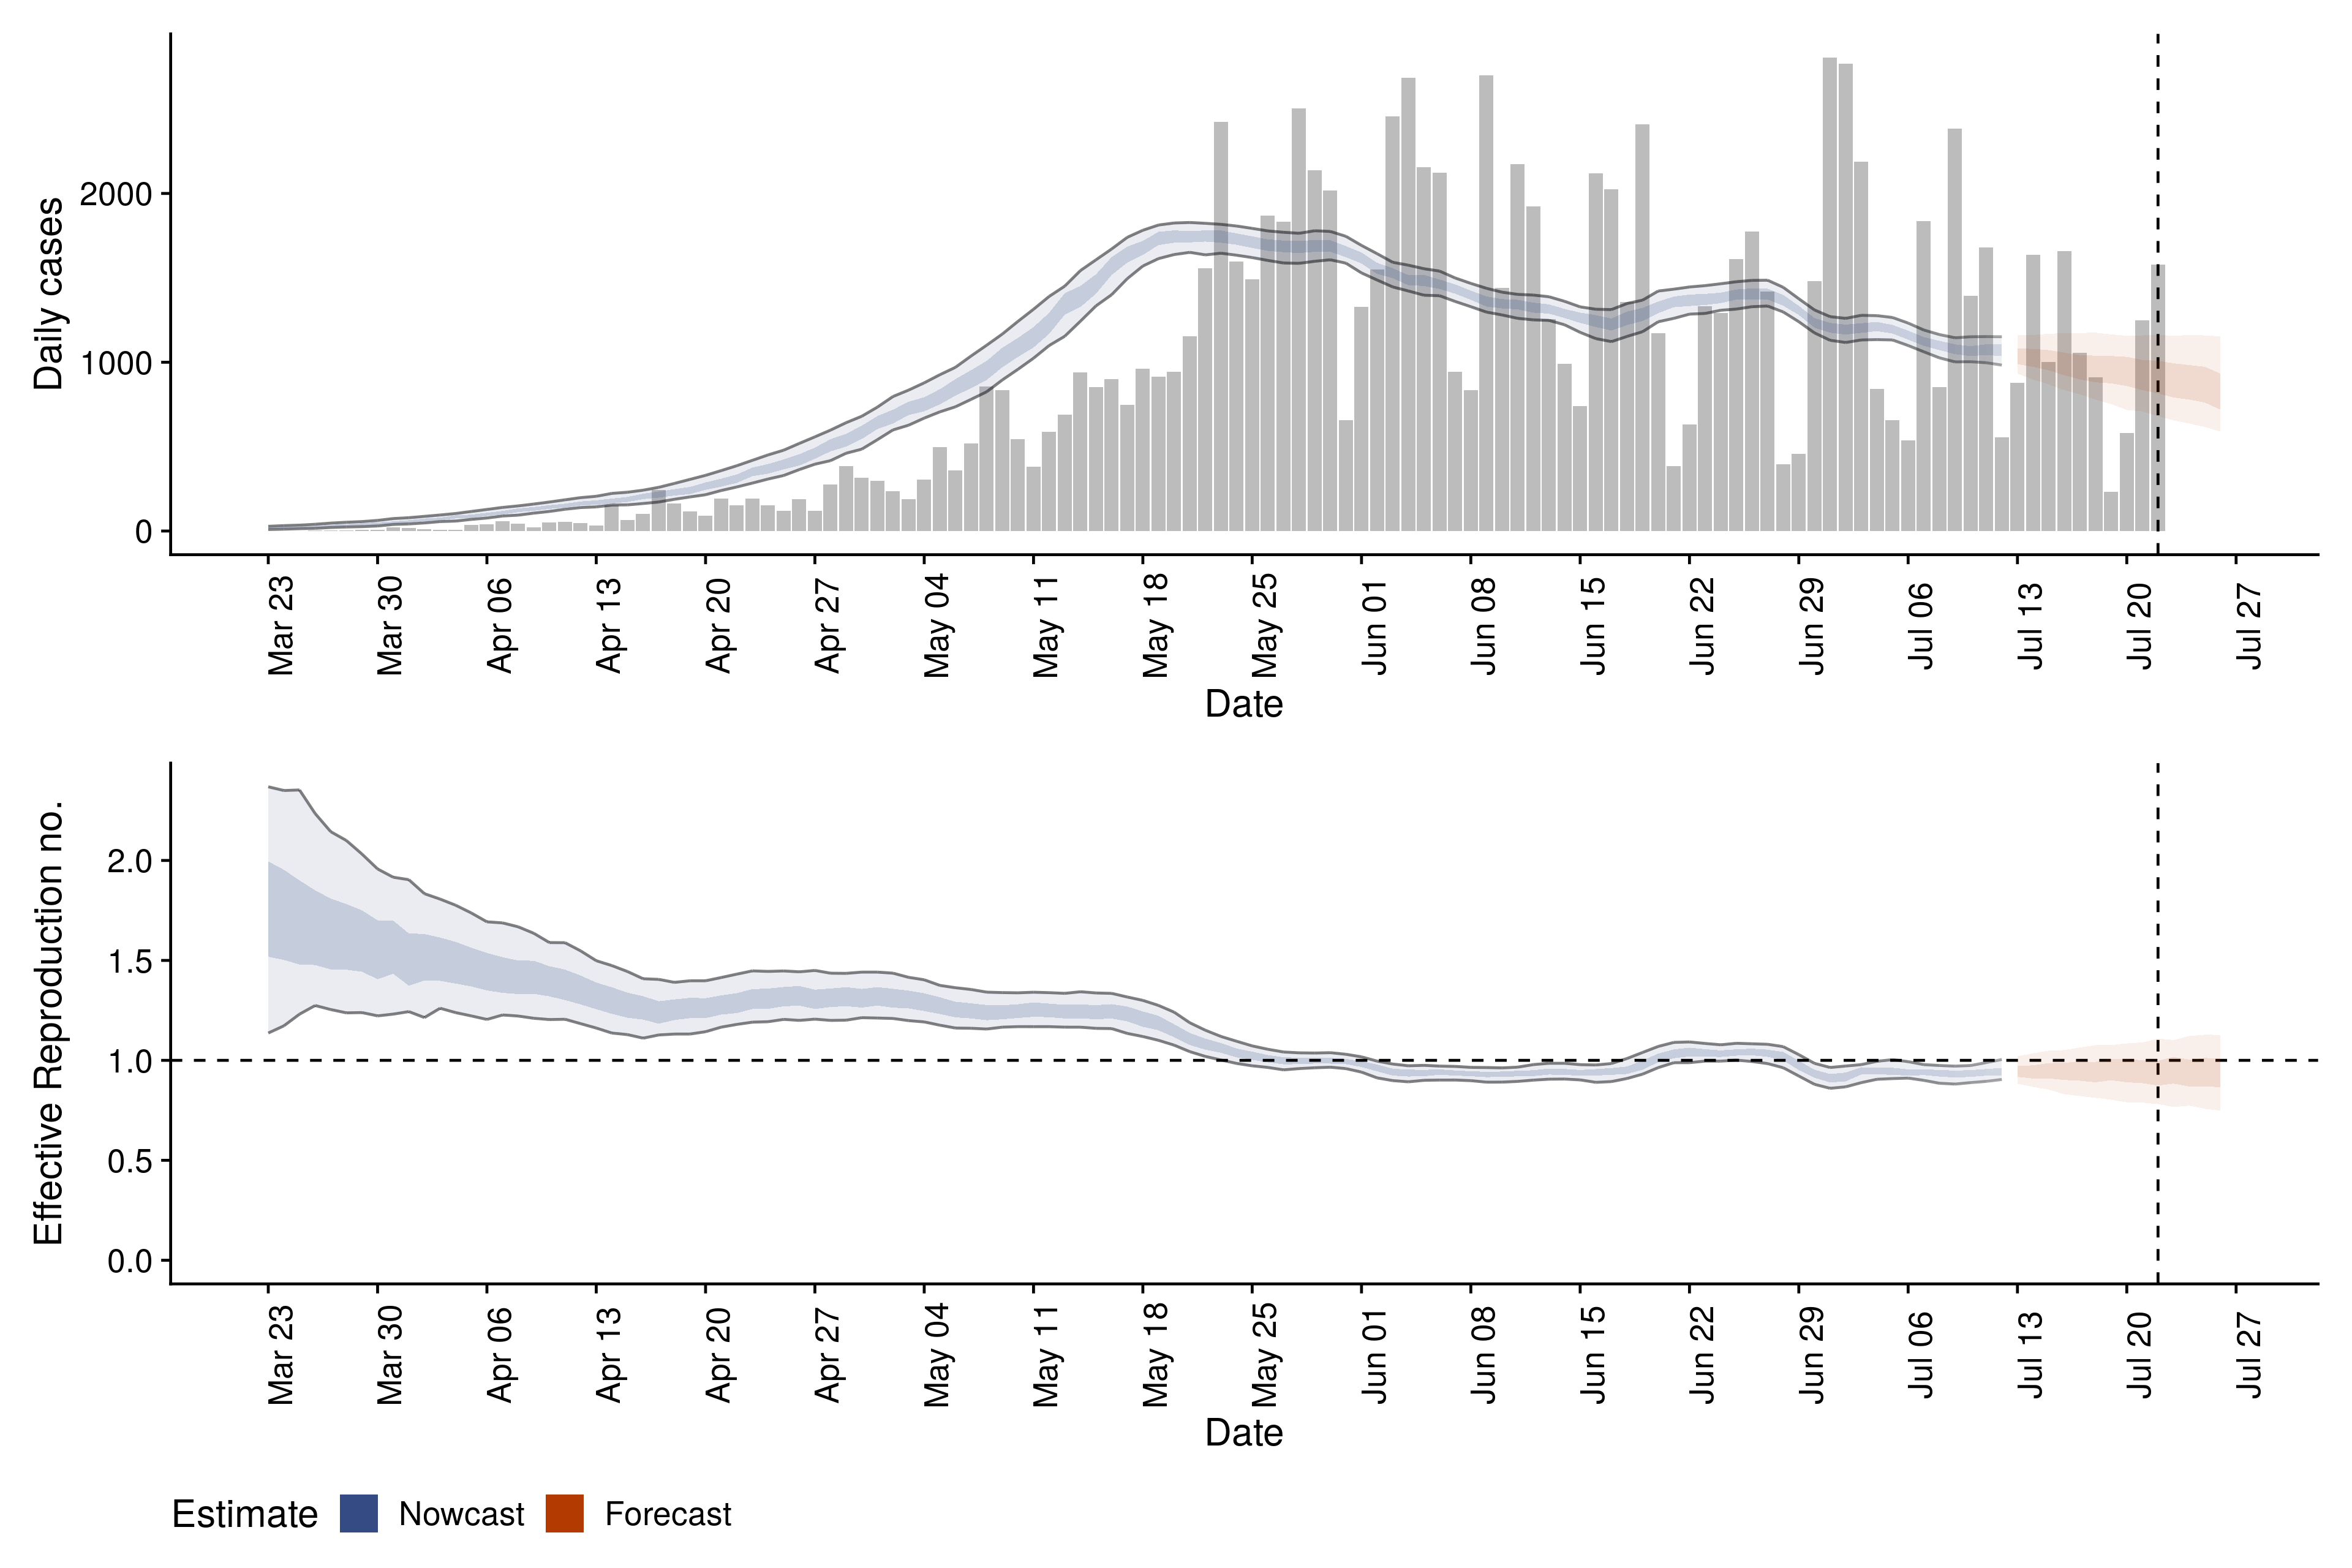 Daily cases
2000
1000
0
Mar 23 Mar 30 Apr 06 Apr 13 Apr 20 Apr 27 May 04 May 11 May 18 May 25 Jun 01 Jun 08 Jun 15 Jun 22 Jun 29 Jul 06 Jul 13 Jul 20 Jul 27
Date
Effective Reproduction no.
2.0
1.5
1.0
0.5
0.0
Mar 23 Mar 30 Apr 06 Apr 13 Apr 20 Apr 27 May 04 May 11 May 18 May 25 Jun 01 Jun 08 Jun 15 Jun 22 Jun 29 Jul 06 Jul 13 Jul 20 Jul 27
Date
Estimate Nowcast Forecast